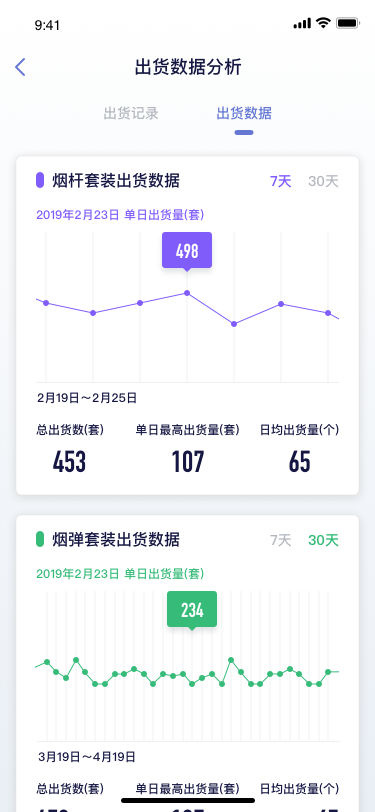 9:41
出货数据分析
出货记录 出货数据
烟杆套装出货数据 7天 30天
2019年2月23日 单日出货量(套)
498
2月19日～2月25日
总出货数(套) 单日最高出货量(套) 日均出货量(个)
453 107 65
烟弹套装出货数据 7天 30天
2019年2月23日 单日出货量(套)
234
3月19日～4月19日
总出货数(套) 单日最高出货量(套) 日均出货量(个)